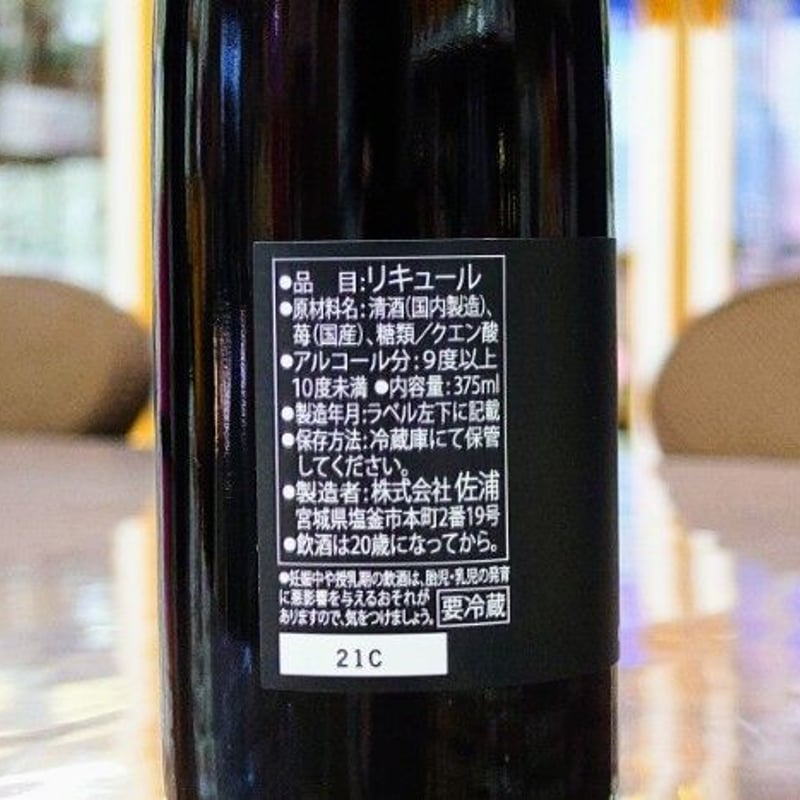 ●品　目:リキュール
●原材料名:清酒(国内製造)、
苺(国産)、糖類／クエン酸
●アルコール分:9度以上
10度未満 ●内容量:375ml
●製造年月:ラベル左下に記載
●保存方法:冷蔵庫にて保管
してください。
●製造者:株式会社 佐浦
宮城県塩釜市本町2番19号
●飲酒は20歳になってから。
●妊娠中や授乳期の飲酒は、胎児・乳児の発育
に悪影響を与えるおそれが
ありますので、気をつけましょう。
要冷蔵
21C